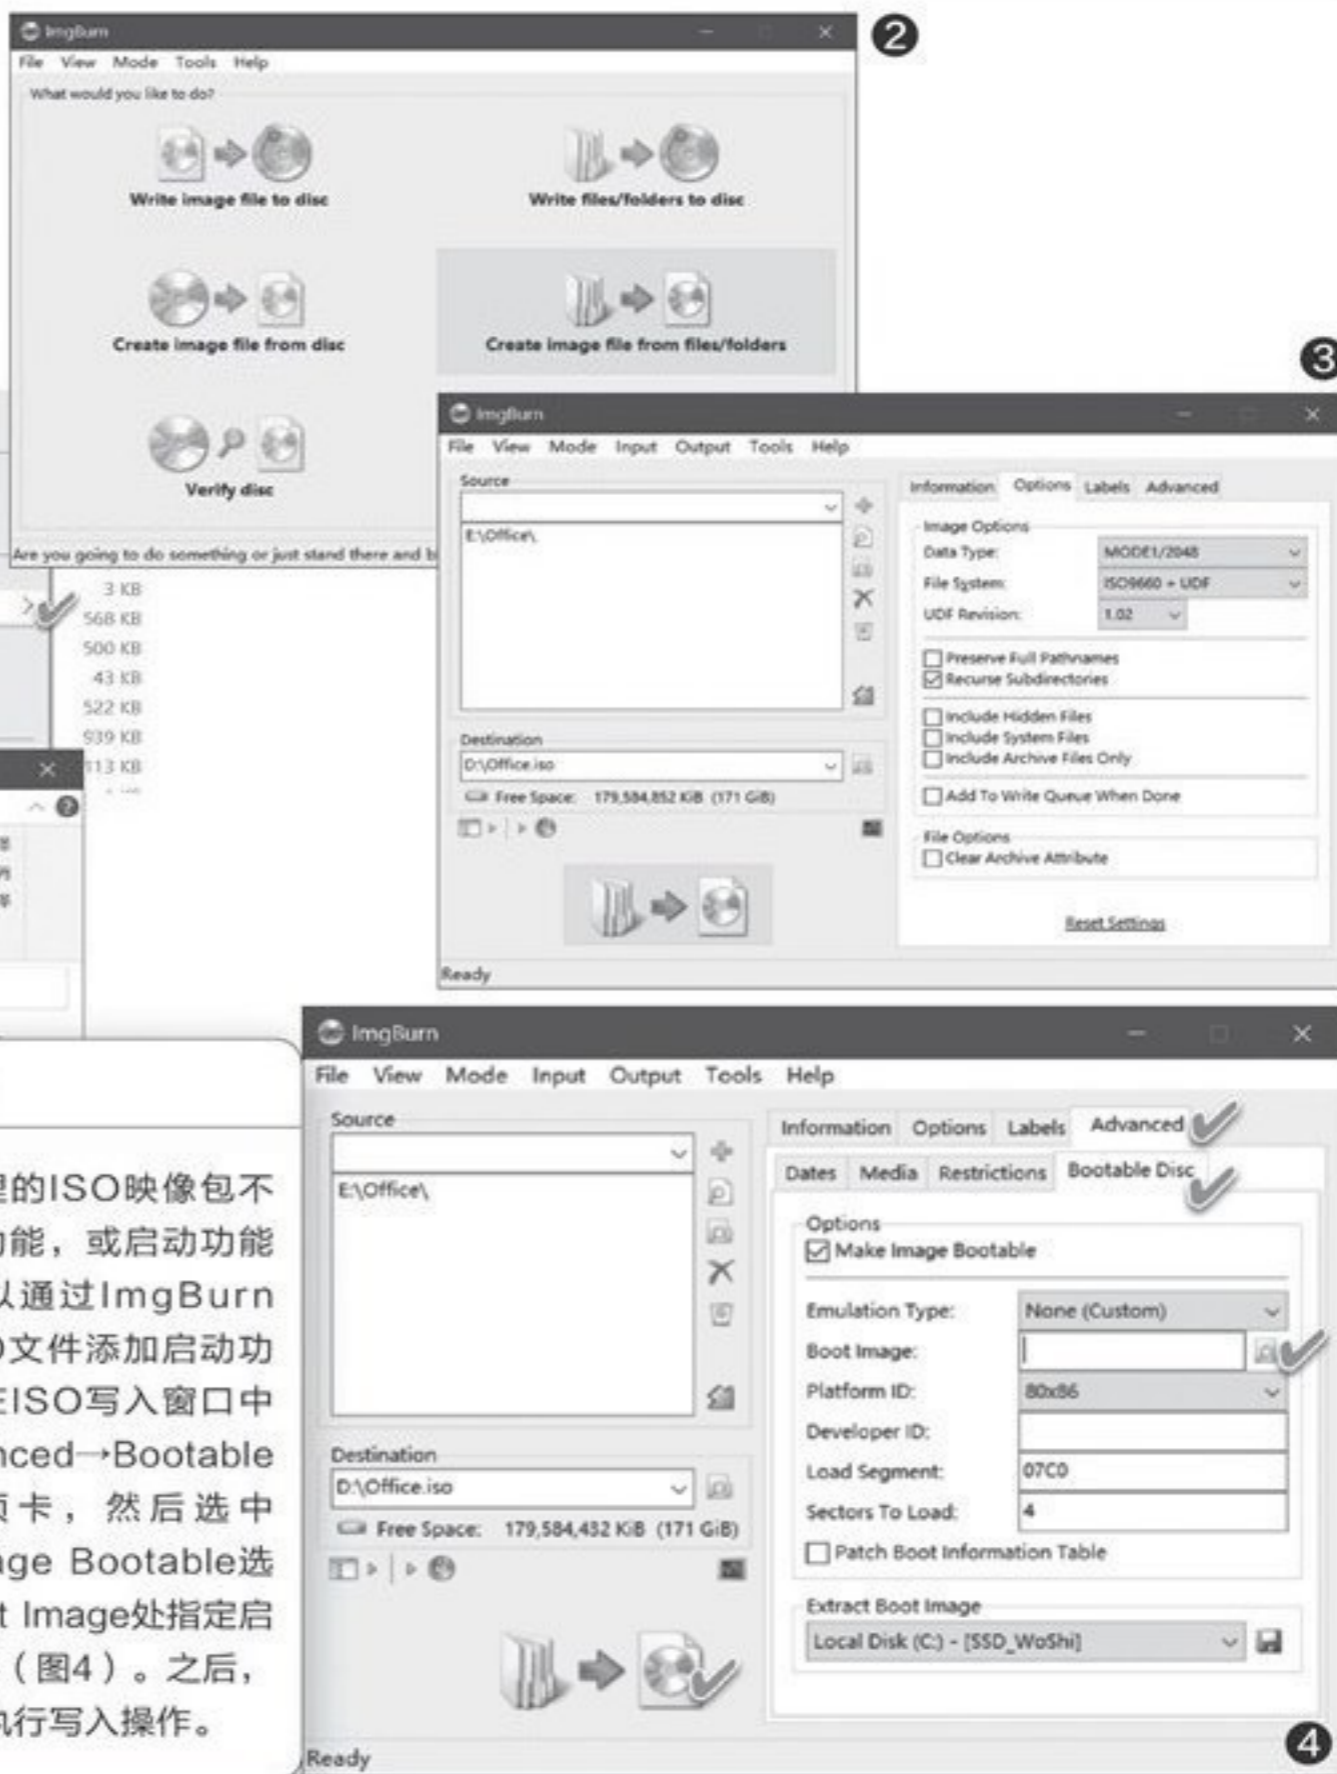 ImgBurn
2
File View Mode Tools Help
What would you like to do?
Write image file to disc
Write files/folders to disc
Create image file from disc
Create image file from files/folders
Verify disc
Are you going to do something or just stand there and b
3 KB
568 KB
500 KB
43 KB
522 KB
939 KB
113 KB
3
ImgBurn
File View Mode Input Output Tools Help
Source
E:\Office\
Destination
D:\Office.iso
Free Space: 179,584,852 KiB (171 GiB)
Information Options Labels Advanced
Image Options
Data Type: MODE1/2048
File System: ISO9660 + UDF
UDF Revision: 1.02
Preserve Full Pathnames
Recurse Subdirectories
Include Hidden Files
Include System Files
Include Archive Files Only
Add To Write Queue When Done
File Options
Clear Archive Attribute
Reset Settings
Ready
的ISO映像包不
功能，或启动功能
以通过ImgBurn
O文件添加启动功
在ISO写入窗口中
nced→Bootable
卡，然后选中
age Bootable选
t Image处指定启
（图4）。之后，
执行写入操作。
ImgBurn
File View Mode Input Output Tools Help
Source
E:\Office\
Destination
D:\Office.iso
Free Space: 179,584,432 KiB (171 GiB)
Information Options Labels Advanced
Dates Media Restrictions Bootable Disc
Options
Make Image Bootable
Emulation Type: None (Custom)
Boot Image:
Platform ID: 80x86
Developer ID:
Load Segment: 07C0
Sectors To Load: 4
Patch Boot Information Table
Extract Boot Image
Local Disk (C:) - [SSD_WoShi]
Ready
4